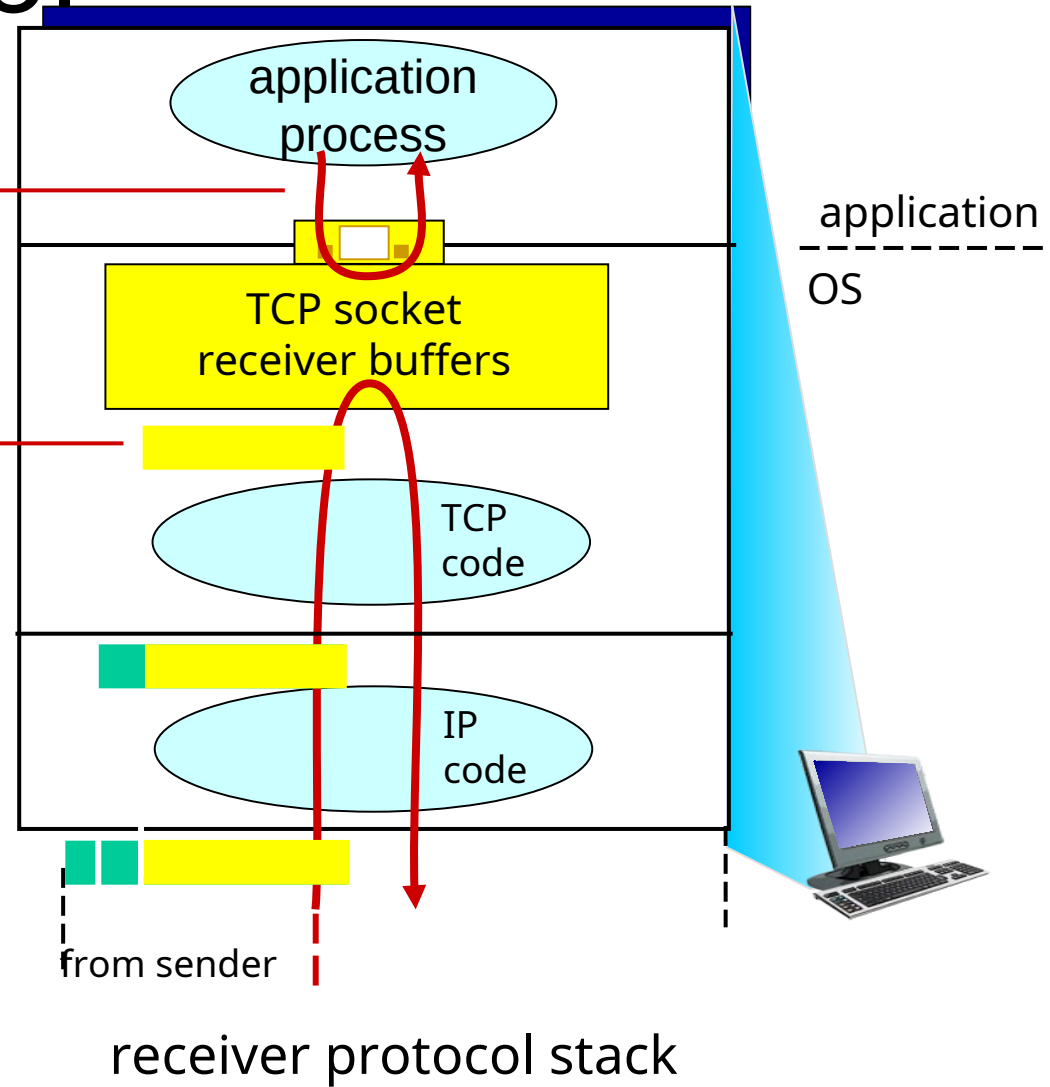 application
process
application
OS
TCP socket
receiver buffers
TCP
code
IP
code
from sender
receiver protocol stack